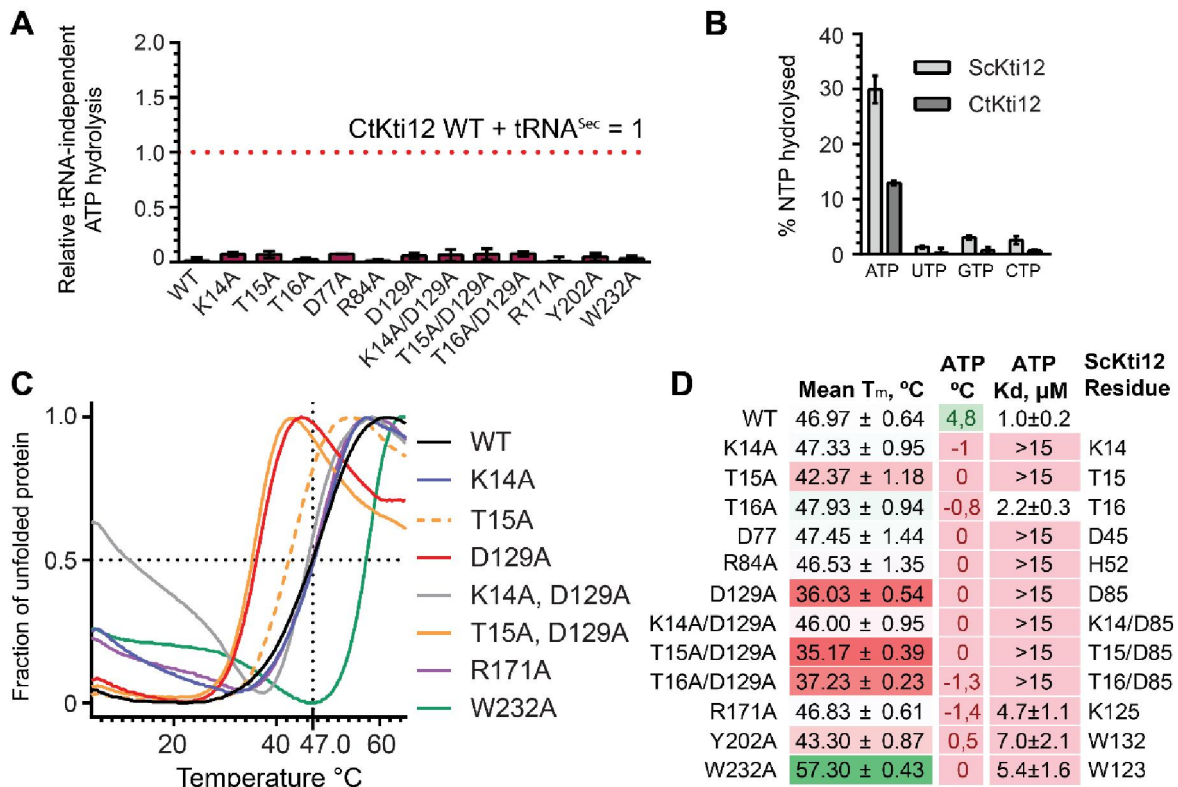 A
Relative tRNA-independent
ATP hydrolysis
2.0
1.5
1.0
0.5
0
CtKti12 WT + tRNASec = 1
WT
K14A
T15A
T16A
D77A
R84A
D129A
K14A/D129A
T15A/D129A
T16A/D129A
R171A
Y202A
W232A
B
% NTP hydrolysed
40
30
20
10
0
ScKti12
CtKti12
ATP UTP GTP CTP
C
Fraction of unfolded protein
1.0
0.5
0
20 40 47.0 60
Temperature °C
WT
K14A
T15A
D129A
K14A, D129A
T15A, D129A
R171A
W232A
D
Mean Tm, ºC ATP ºC ATP Kd, µM ScKti12 Residue
WT 46.97 ± 0.64 4,8 1.0±0.2
K14A 47.33 ± 0.95 -1 >15 K14
T15A 42.37 ± 1.18 0 >15 T15
T16A 47.93 ± 0.94 -0,8 2.2±0.3 T16
D77 47.45 ± 1.44 0 >15 D45
R84A 46.53 ± 1.35 0 >15 H52
D129A 36.03 ± 0.54 0 >15 D85
K14A/D129A 46.00 ± 0.95 0 >15 K14/D85
T15A/D129A 35.17 ± 0.39 0 >15 T15/D85
T16A/D129A 37.23 ± 0.23 -1,3 >15 T16/D85
R171A 46.83 ± 0.61 -1,4 4.7±1.1 K125
Y202A 43.30 ± 0.87 0,5 7.0±2.1 W132
W232A 57.30 ± 0.43 0 5.4±1.6 W123